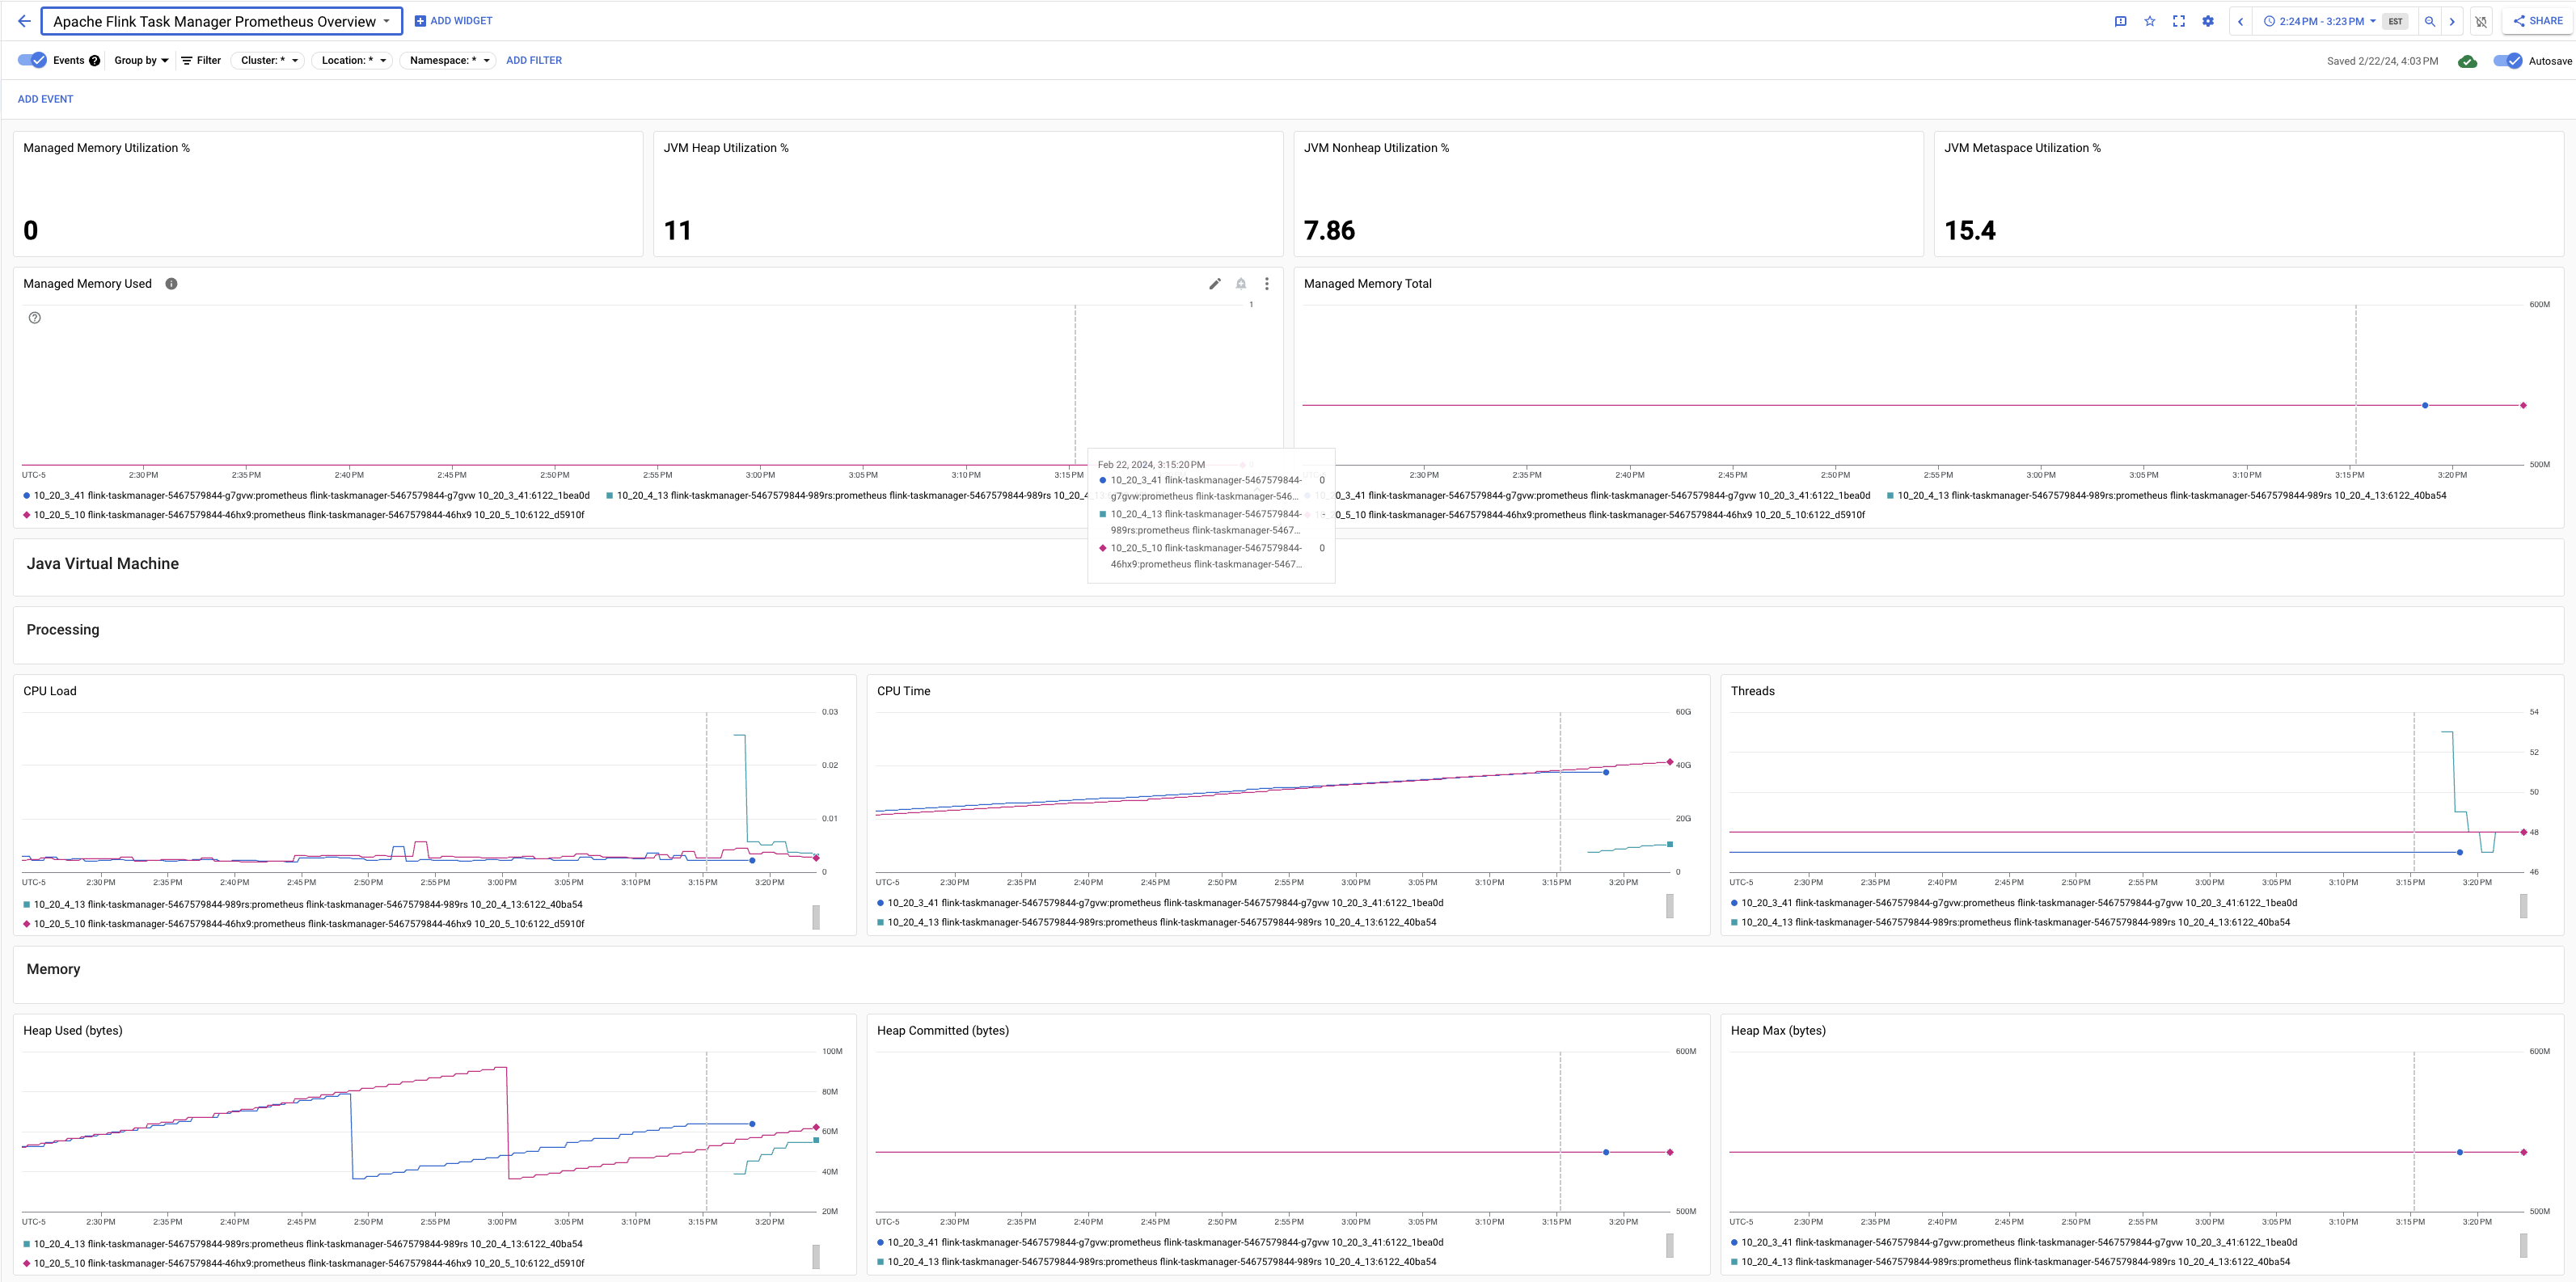 Apache Flink Task Manager Prometheus Overview
ADD WIDGET
2:24 PM - 3:23 PM EST
SHARE
Events Group by Filter Cluster: * Location: * Namespace: * ADD FILTER
Saved 2/22/24, 4:03 PM
Autosave
ADD EVENT
Managed Memory Utilization %
0
JVM Heap Utilization %
11
JVM Nonheap Utilization %
7.86
JVM Metaspace Utilization %
15.4
Managed Memory Used
1
UTC-5 2:30 PM 2:35 PM 2:40 PM 2:45 PM 2:50 PM 2:55 PM 3:00 PM 3:05 PM 3:10 PM 3:15 PM
10_20_3_41 flink-taskmanager-5467579844-g7gvw:prometheus flink-taskmanager-5467579844-g7gvw 10_20_3_41:6122_1bea0d
10_20_4_13 flink-taskmanager-5467579844-989rs:prometheus flink-taskmanager-5467579844-989rs 10_20_4
10_20_5_10 flink-taskmanager-5467579844-46hx9:prometheus flink-taskmanager-5467579844-46hx9 10_20_5_10:6122_d5910f
Feb 22, 2024, 3:15:20 PM
10_20_3_41 flink-taskmanager-5467579844- 0
g7gvw:prometheus flink-taskmanager-546...
10_20_4_13 flink-taskmanager-5467579844- -
989rs:prometheus flink-taskmanager-5467...
10_20_5_10 flink-taskmanager-5467579844- 0
46hx9:prometheus flink-taskmanager-5467...
Managed Memory Total
600M
500M
2:30 PM 2:35 PM 2:40 PM 2:45 PM 2:50 PM 2:55 PM 3:00 PM 3:05 PM 3:10 PM 3:15 PM 3:20 PM
_20_3_41 flink-taskmanager-5467579844-g7gvw:prometheus flink-taskmanager-5467579844-g7gvw 10_20_3_41:6122_1bea0d
10_20_4_13 flink-taskmanager-5467579844-989rs:prometheus flink-taskmanager-5467579844-989rs 10_20_4_13:6122_40ba54
_20_5_10 flink-taskmanager-5467579844-46hx9:prometheus flink-taskmanager-5467579844-46hx9 10_20_5_10:6122_d5910f
Java Virtual Machine
Processing
CPU Load
0.03
0.02
0.01
0
UTC-5 2:30 PM 2:35 PM 2:40 PM 2:45 PM 2:50 PM 2:55 PM 3:00 PM 3:05 PM 3:10 PM 3:15 PM 3:20 PM
10_20_4_13 flink-taskmanager-5467579844-989rs:prometheus flink-taskmanager-5467579844-989rs 10_20_4_13:6122_40ba54
10_20_5_10 flink-taskmanager-5467579844-46hx9:prometheus flink-taskmanager-5467579844-46hx9 10_20_5_10:6122_d5910f
CPU Time
60G
40G
20G
0
UTC-5 2:30 PM 2:35 PM 2:40 PM 2:45 PM 2:50 PM 2:55 PM 3:00 PM 3:05 PM 3:10 PM 3:15 PM 3:20 PM
10_20_3_41 flink-taskmanager-5467579844-g7gvw:prometheus flink-taskmanager-5467579844-g7gvw 10_20_3_41:6122_1bea0d
10_20_4_13 flink-taskmanager-5467579844-989rs:prometheus flink-taskmanager-5467579844-989rs 10_20_4_13:6122_40ba54
Threads
54
52
50
48
46
UTC-5 2:30 PM 2:35 PM 2:40 PM 2:45 PM 2:50 PM 2:55 PM 3:00 PM 3:05 PM 3:10 PM 3:15 PM 3:20 PM
10_20_3_41 flink-taskmanager-5467579844-g7gvw:prometheus flink-taskmanager-5467579844-g7gvw 10_20_3_41:6122_1bea0d
10_20_4_13 flink-taskmanager-5467579844-989rs:prometheus flink-taskmanager-5467579844-989rs 10_20_4_13:6122_40ba54
Memory
Heap Used (bytes)
100M
80M
60M
40M
20M
UTC-5 2:30 PM 2:35 PM 2:40 PM 2:45 PM 2:50 PM 2:55 PM 3:00 PM 3:05 PM 3:10 PM 3:15 PM 3:20 PM
10_20_4_13 flink-taskmanager-5467579844-989rs:prometheus flink-taskmanager-5467579844-989rs 10_20_4_13:6122_40ba54
10_20_5_10 flink-taskmanager-5467579844-46hx9:prometheus flink-taskmanager-5467579844-46hx9 10_20_5_10:6122_d5910f
Heap Committed (bytes)
600M
500M
UTC-5 2:30 PM 2:35 PM 2:40 PM 2:45 PM 2:50 PM 2:55 PM 3:00 PM 3:05 PM 3:10 PM 3:15 PM 3:20 PM
10_20_3_41 flink-taskmanager-5467579844-g7gvw:prometheus flink-taskmanager-5467579844-g7gvw 10_20_3_41:6122_1bea0d
10_20_4_13 flink-taskmanager-5467579844-989rs:prometheus flink-taskmanager-5467579844-989rs 10_20_4_13:6122_40ba54
Heap Max (bytes)
600M
500M
UTC-5 2:30 PM 2:35 PM 2:40 PM 2:45 PM 2:50 PM 2:55 PM 3:00 PM 3:05 PM 3:10 PM 3:15 PM 3:20 PM
10_20_3_41 flink-taskmanager-5467579844-g7gvw:prometheus flink-taskmanager-5467579844-g7gvw 10_20_3_41:6122_1bea0d
10_20_4_13 flink-taskmanager-5467579844-989rs:prometheus flink-taskmanager-5467579844-989rs 10_20_4_13:6122_40ba54